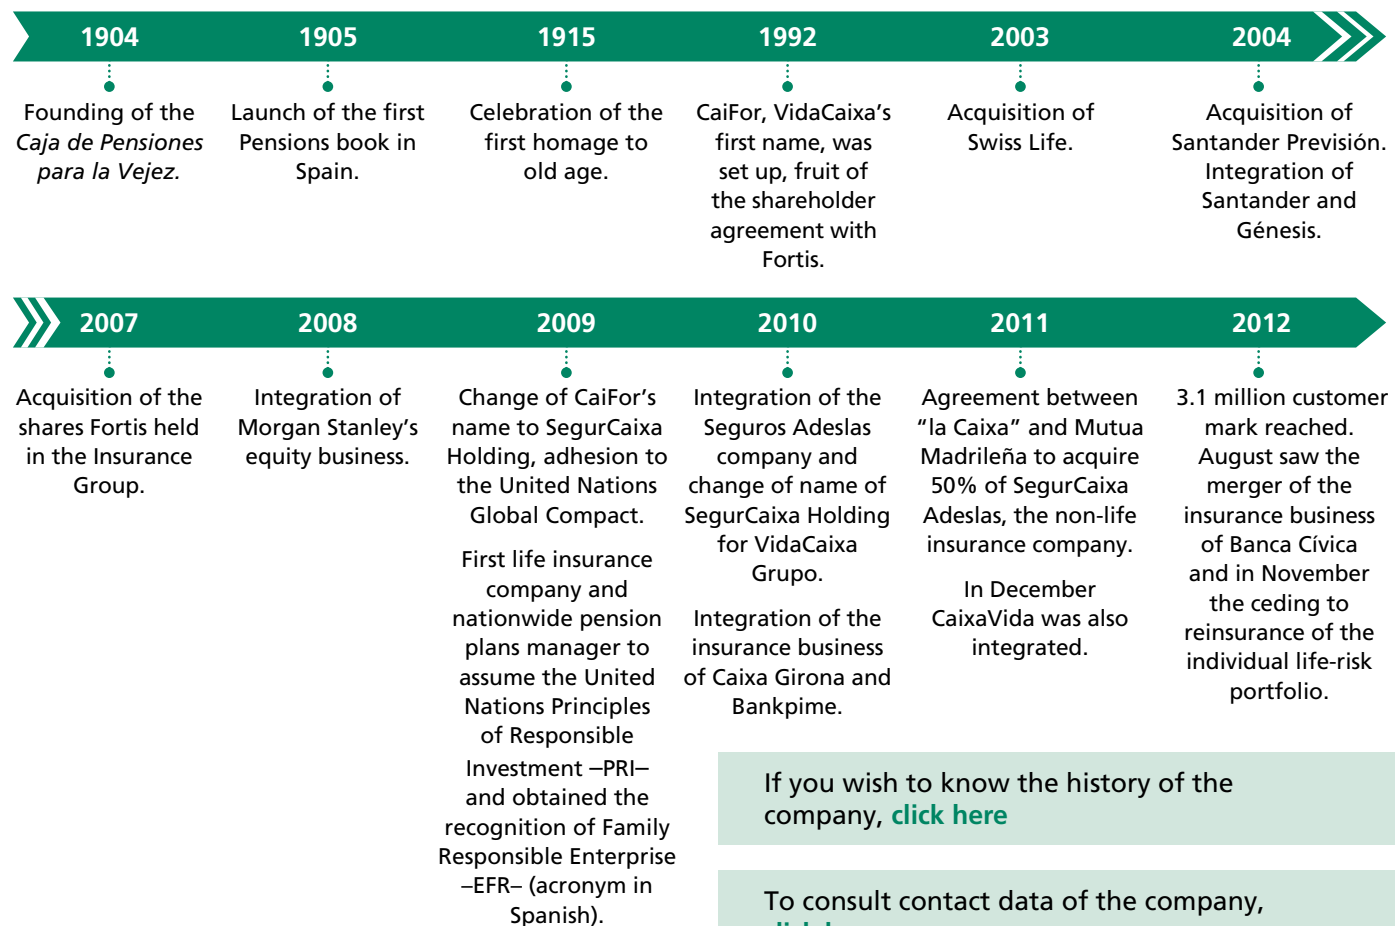 1904
1905
1915
1992
2003
2004
Founding of the
Caja de Pensiones
para la Vejez.
Launch of the first
Pensions book in
Spain.
Celebration of the
first homage to
old age.
CaiFor, VidaCaixa’s
first name, was
set up, fruit of
the shareholder
agreement with
Fortis.
Acquisition of
Swiss Life.
Acquisition of
Santander Previsión.
Integration of
Santander and
Génesis.
2007
2008
2009
2010
2011
2012
Acquisition of the
shares Fortis held
in the Insurance
Group.
Integration of
Morgan Stanley’s
equity business.
Change of CaiFor’s
name to SegurCaixa
Holding, adhesion to
the United Nations
Global Compact.
First life insurance
company and
nationwide pension
plans manager to
assume the United
Nations Principles
of Responsible
Investment –PRI–
and obtained the
recognition of Family
Responsible Enterprise
–EFR– (acronym in
Spanish).
Integration of the
Seguros Adeslas
company and
change of name of
SegurCaixa Holding
for VidaCaixa
Grupo.
Integration of the
insurance business
of Caixa Girona and
Bankpime.
Agreement between
“la Caixa” and Mutua
Madrileña to acquire
50% of SegurCaixa
Adeslas, the non-life
insurance company.
In December
CaixaVida was also
integrated.
3.1 million customer
mark reached.
August saw the
merger of the
insurance business
of Banca Cívica
and in November
the ceding to
reinsurance of the
individual life-risk
portfolio.
If you wish to know the history of the
company, click here
To consult contact data of the company,